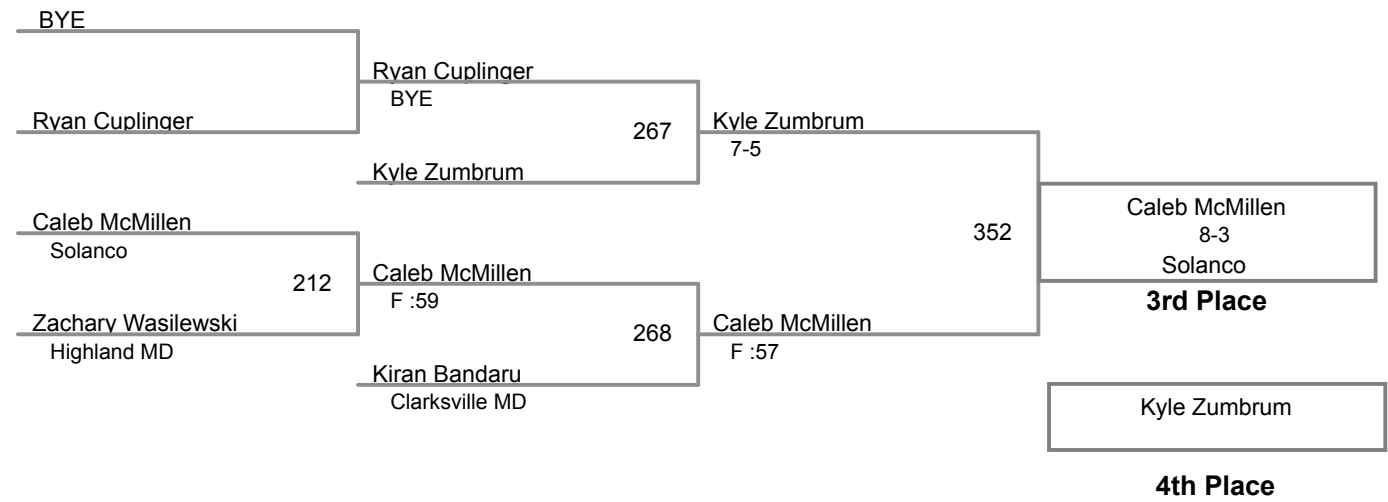 BYE
Ryan Cuplinger
Ryan Cuplinger
BYE
267
Kyle Zumbrum
7-5
Kyle Zumbrum
Caleb McMillen
Solanco
212
Caleb McMillen
F :59
Zachary Wasilewski
Highland MD
268
Caleb McMillen
F :57
Kiran Bandaru
Clarksville MD
352
Caleb McMillen
8-3
Solanco
3rd Place
Kyle Zumbrum
4th Place